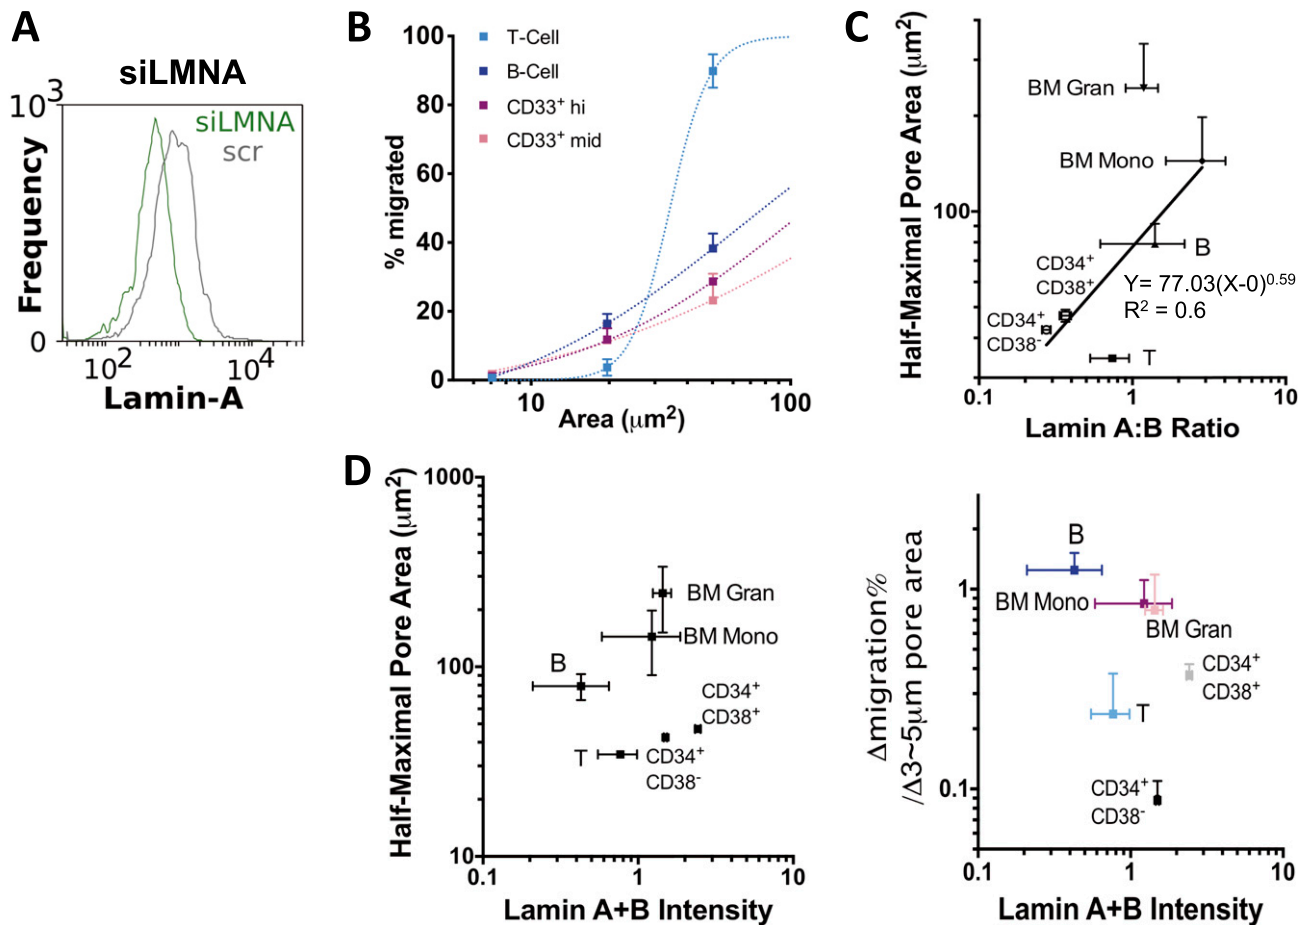 A
siLMNA
10³
siLMNA
scr
Frequency
0
10²
10⁴
Lamin-A
B
T-Cell
B-Cell
CD33⁺ hi
CD33⁺ mid
% migrated
100
80
60
40
20
0
10
100
Area (μm²)
C
Half-Maximal Pore Area (μm²)
BM Gran
BM Mono
100
B
CD34⁺
CD38⁺
Y= 77.03(X-0)⁰·⁵⁹
R² = 0.6
CD34⁺
CD38⁻
T
0.1
1
10
Lamin A:B Ratio
D
Half-Maximal Pore Area (μm²)
1000
100
10
BM Gran
BM Mono
B
CD34⁺
CD38⁺
T
CD34⁺
CD38⁻
0.1
1
10
Lamin A+B Intensity
Δmigration%
/Δ3~5μm pore area
1
0.1
B
BM Mono
BM Gran
CD34⁺
CD38⁺
T
CD34⁺
CD38⁻
0.1
1
10
Lamin A+B Intensity